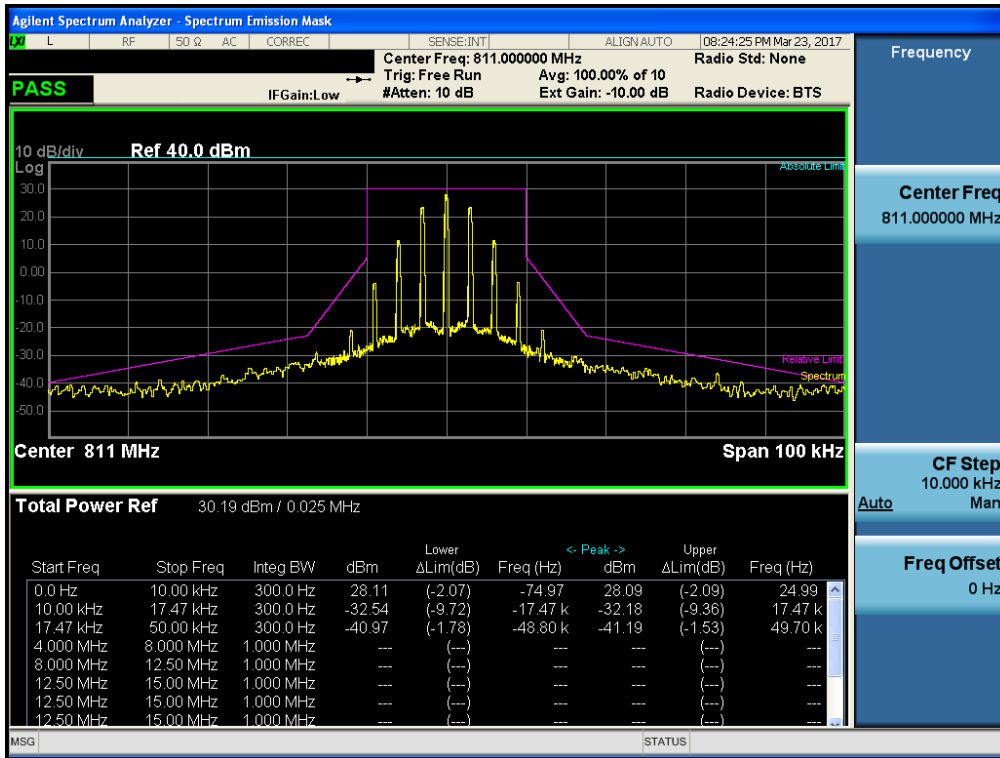 Agilent Spectrum Analyzer - Spectrum Emission Mask
LXI L RF 50 Ω AC CORREC SENSE:INT ALIGN AUTO 08:24:25 PM Mar 23, 2017
Center Freq: 811.000000 MHz Radio Std: None
Trig: Free Run Avg: 100.00% of 10
PASS IFGain:Low #Atten: 10 dB Ext Gain: -10.00 dB Radio Device: BTS
10 dB/div Ref 40.0 dBm
Log Absolute Limit
30.0
20.0
10.0
0.00
-10.0
-20.0
-30.0
Relative Limit
Spectrum
-40.0
-50.0
Center 811 MHz Span 100 kHz
Total Power Ref 30.19 dBm / 0.025 MHz
Lower <- Peak -> Upper
Start Freq Stop Freq Integ BW dBm ΔLim(dB) Freq (Hz) dBm ΔLim(dB) Freq (Hz)
0.0 Hz 10.00 kHz 300.0 Hz 28.11 (-2.07) -74.97 28.09 (-2.09) 24.99
10.00 kHz 17.47 kHz 300.0 Hz -32.54 (-9.72) -17.47 k -32.18 (-9.36) 17.47 k
17.47 kHz 50.00 kHz 300.0 Hz -40.97 (-1.78) -48.80 k -41.19 (-1.53) 49.70 k
4.000 MHz 8.000 MHz 1.000 MHz --- (---) --- --- (---) ---
8.000 MHz 12.50 MHz 1.000 MHz --- (---) --- --- (---) ---
12.50 MHz 15.00 MHz 1.000 MHz --- (---) --- --- (---) ---
12.50 MHz 15.00 MHz 1.000 MHz --- (---) --- --- (---) ---
12.50 MHz 15.00 MHz 1.000 MHz --- (---) --- --- (---) ---
MSG STATUS
Frequency
Center Freq
811.000000 MHz
CF Step
10.000 kHz
Auto Man
Freq Offset
0 Hz